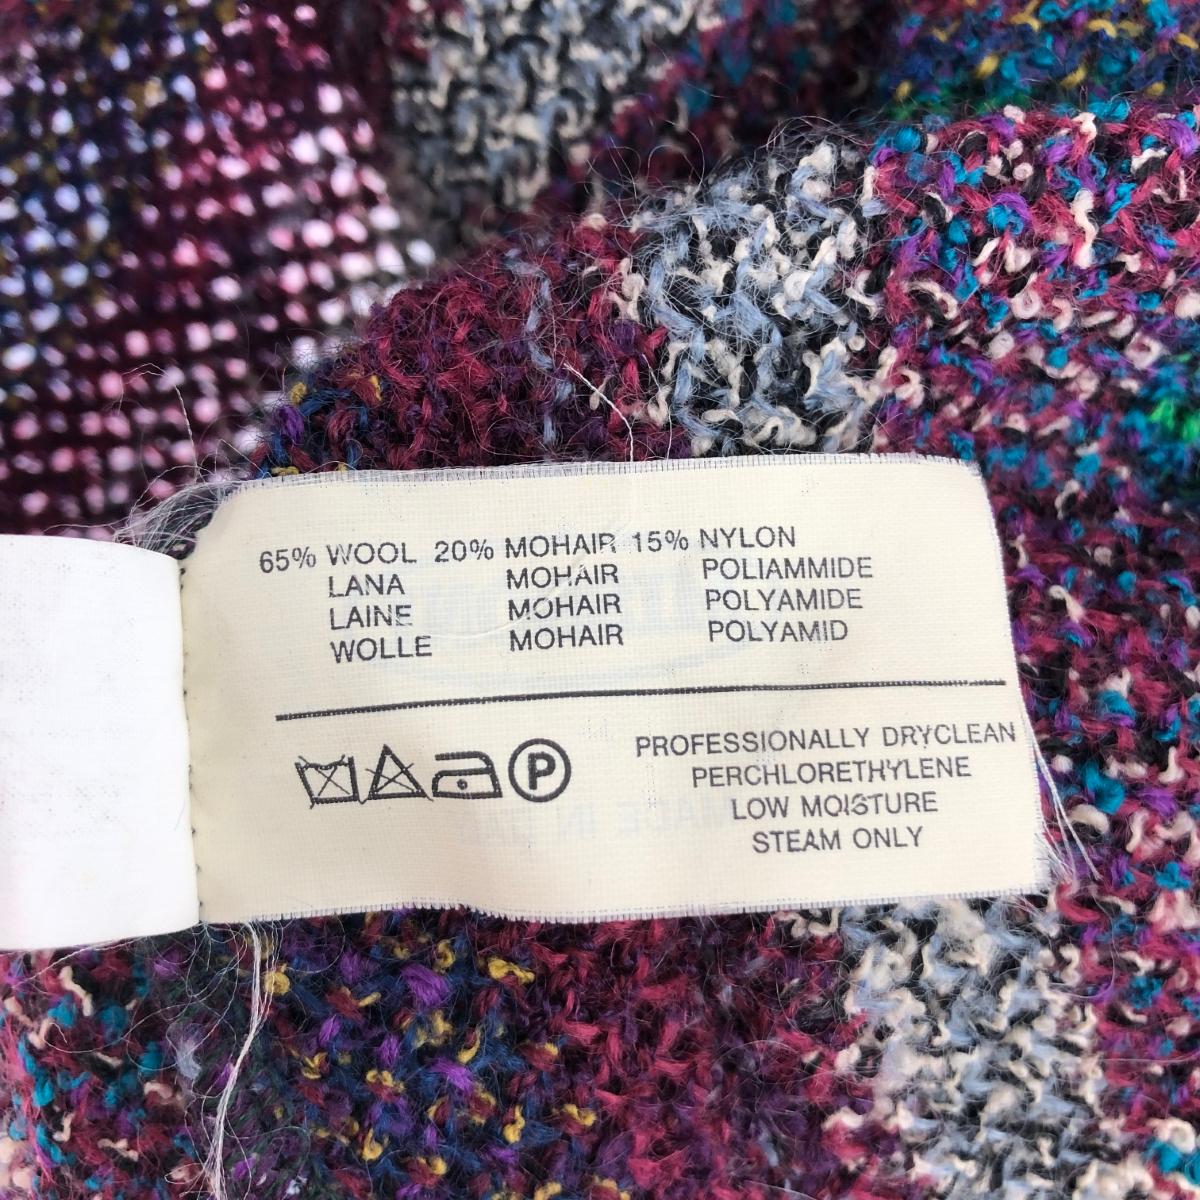 65% WOOL 20% MOHAIR 15% NYLON
LANA MOHAIR POLIAMMIDE
LAINE MOHAIR POLYAMIDE
WOLLE MOHAIR POLYAMID
P
PROFESSIONALLY DRYCLEAN
PERCHLORETHYLENE
LOW MOISTURE
STEAM ONLY